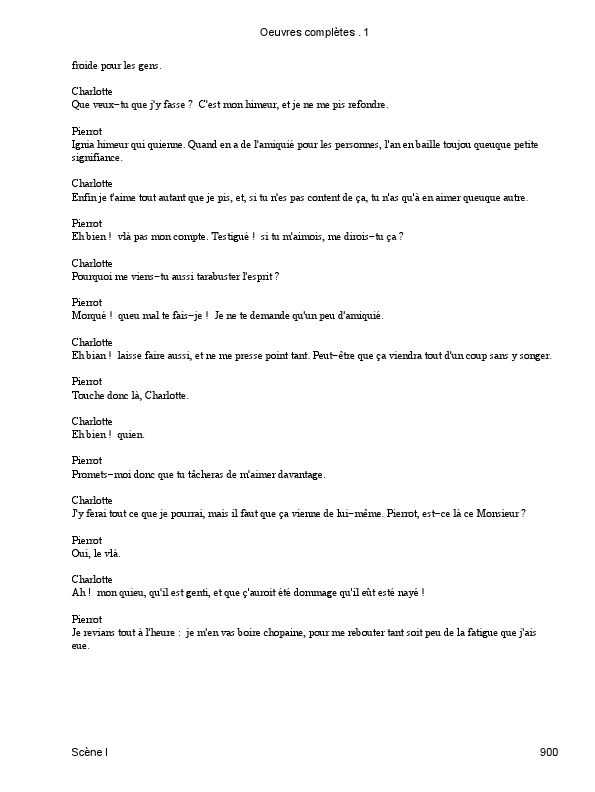 Oeuvres complètes . 1
froide pour les gens.
Charlotte
Que veux−tu que j'y fasse ? C'est mon himeur, et je ne me pis refondre.
Pierrot
Ignia himeur qui quienne. Quand en a de l'amiquié pour les personnes, l'an en baille toujou queuque petite
signifiance.
Charlotte
Enfin je t'aime tout autant que je pis, et, si tu n'es pas content de ça, tu n'as qu'à en aimer queuque autre.
Pierrot
Eh bien ! vlà pas mon compte. Testigué ! si tu m'aimois, me dirois−tu ça ?
Charlotte
Pourquoi me viens−tu aussi tarabuster l'esprit ?
Pierrot
Morqué ! queu mal te fais−je ! Je ne te demande qu'un peu d'amiquié.
Charlotte
Eh bian ! laisse faire aussi, et ne me presse point tant. Peut−être que ça viendra tout d'un coup sans y songer.
Pierrot
Touche donc là, Charlotte.
Charlotte
Eh bien ! quien.
Pierrot
Promets−moi donc que tu tâcheras de m'aimer davantage.
Charlotte
J'y ferai tout ce que je pourrai, mais il faut que ça vienne de lui−même. Pierrot, est−ce là ce Monsieur ?
Pierrot
Oui, le vlà.
Charlotte
Ah ! mon quieu, qu'il est genti, et que ç'auroit été dommage qu'il eût esté nayé !
Pierrot
Je revians tout à l'heure : je m'en vas boire chopaine, pour me rebouter tant soit peu de la fatigue que j'ais
eue.
Scène I
900